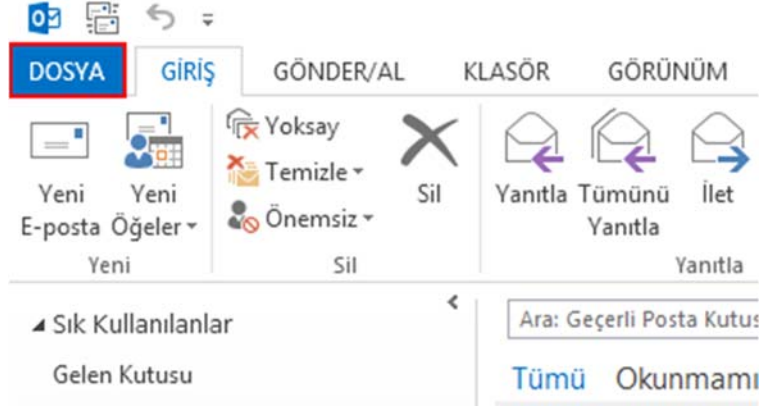 DOSYA GİRİŞ GÖNDER/AL KLASÖR GÖRÜNÜM
Yeni E-posta
Yeni Öğeler
Yeni
Yoksay
Temizle
Önemsiz
Sil
Sil
Yanıtla
Tümünü Yanıtla
İlet
Yanıtla
Sık Kullanılanlar
Gelen Kutusu
Ara: Geçerli Posta Kutus
Tümü Okunmamı